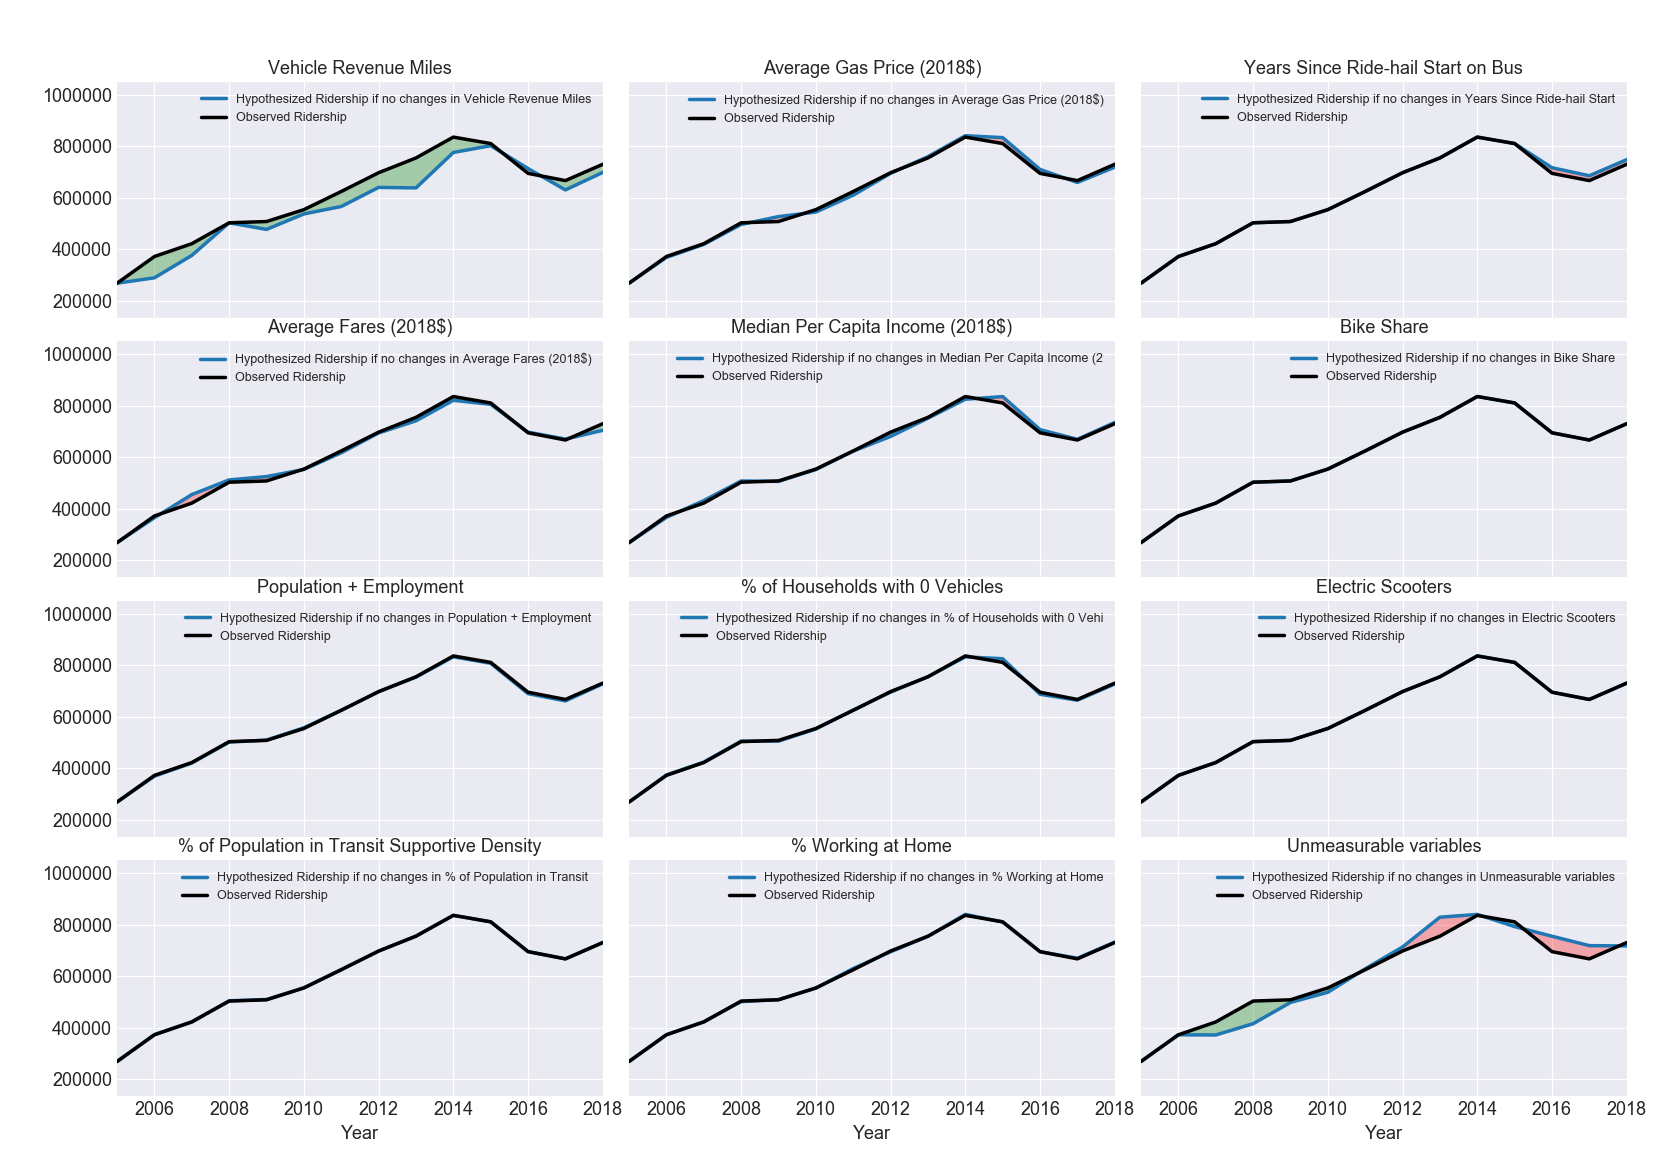 Vehicle Revenue Miles
1000000
800000
600000
400000
200000
Hypothesized Ridership if no changes in Vehicle Revenue Miles
Observed Ridership
Average Gas Price (2018$)
Hypothesized Ridership if no changes in Average Gas Price (2018$)
Observed Ridership
Years Since Ride-hail Start on Bus
Hypothesized Ridership if no changes in Years Since Ride-hail Start
Observed Ridership
Average Fares (2018$)
1000000
800000
600000
400000
200000
Hypothesized Ridership if no changes in Average Fares (2018$)
Observed Ridership
Median Per Capita Income (2018$)
Hypothesized Ridership if no changes in Median Per Capita Income (2
Observed Ridership
Bike Share
Hypothesized Ridership if no changes in Bike Share
Observed Ridership
Population + Employment
1000000
800000
600000
400000
200000
Hypothesized Ridership if no changes in Population + Employment
Observed Ridership
% of Households with 0 Vehicles
Hypothesized Ridership if no changes in % of Households with 0 Vehi
Observed Ridership
Electric Scooters
Hypothesized Ridership if no changes in Electric Scooters
Observed Ridership
% of Population in Transit Supportive Density
1000000
800000
600000
400000
200000
Hypothesized Ridership if no changes in % of Population in Transit
Observed Ridership
2006 2008 2010 2012 2014 2016 2018
Year
% Working at Home
Hypothesized Ridership if no changes in % Working at Home
Observed Ridership
2006 2008 2010 2012 2014 2016 2018
Year
Unmeasurable variables
Hypothesized Ridership if no changes in Unmeasurable variables
Observed Ridership
2006 2008 2010 2012 2014 2016 2018
Year